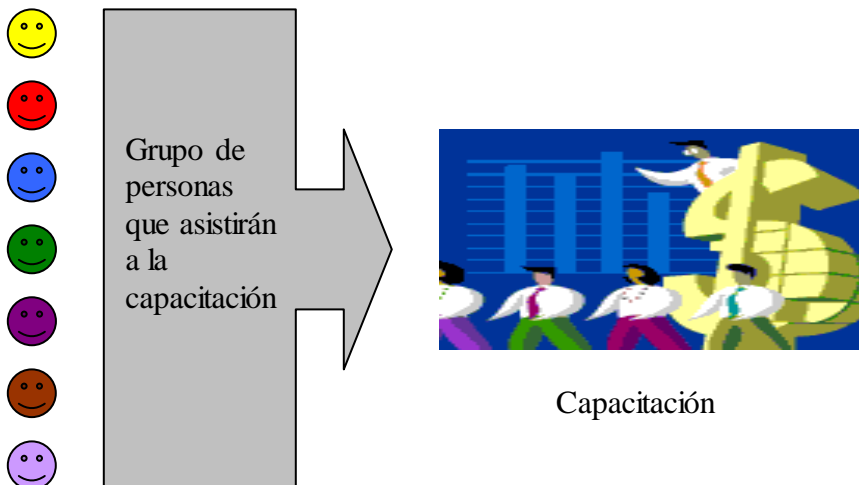 Grupo de
personas
que asistirán
a la
capacitación
Capacitación